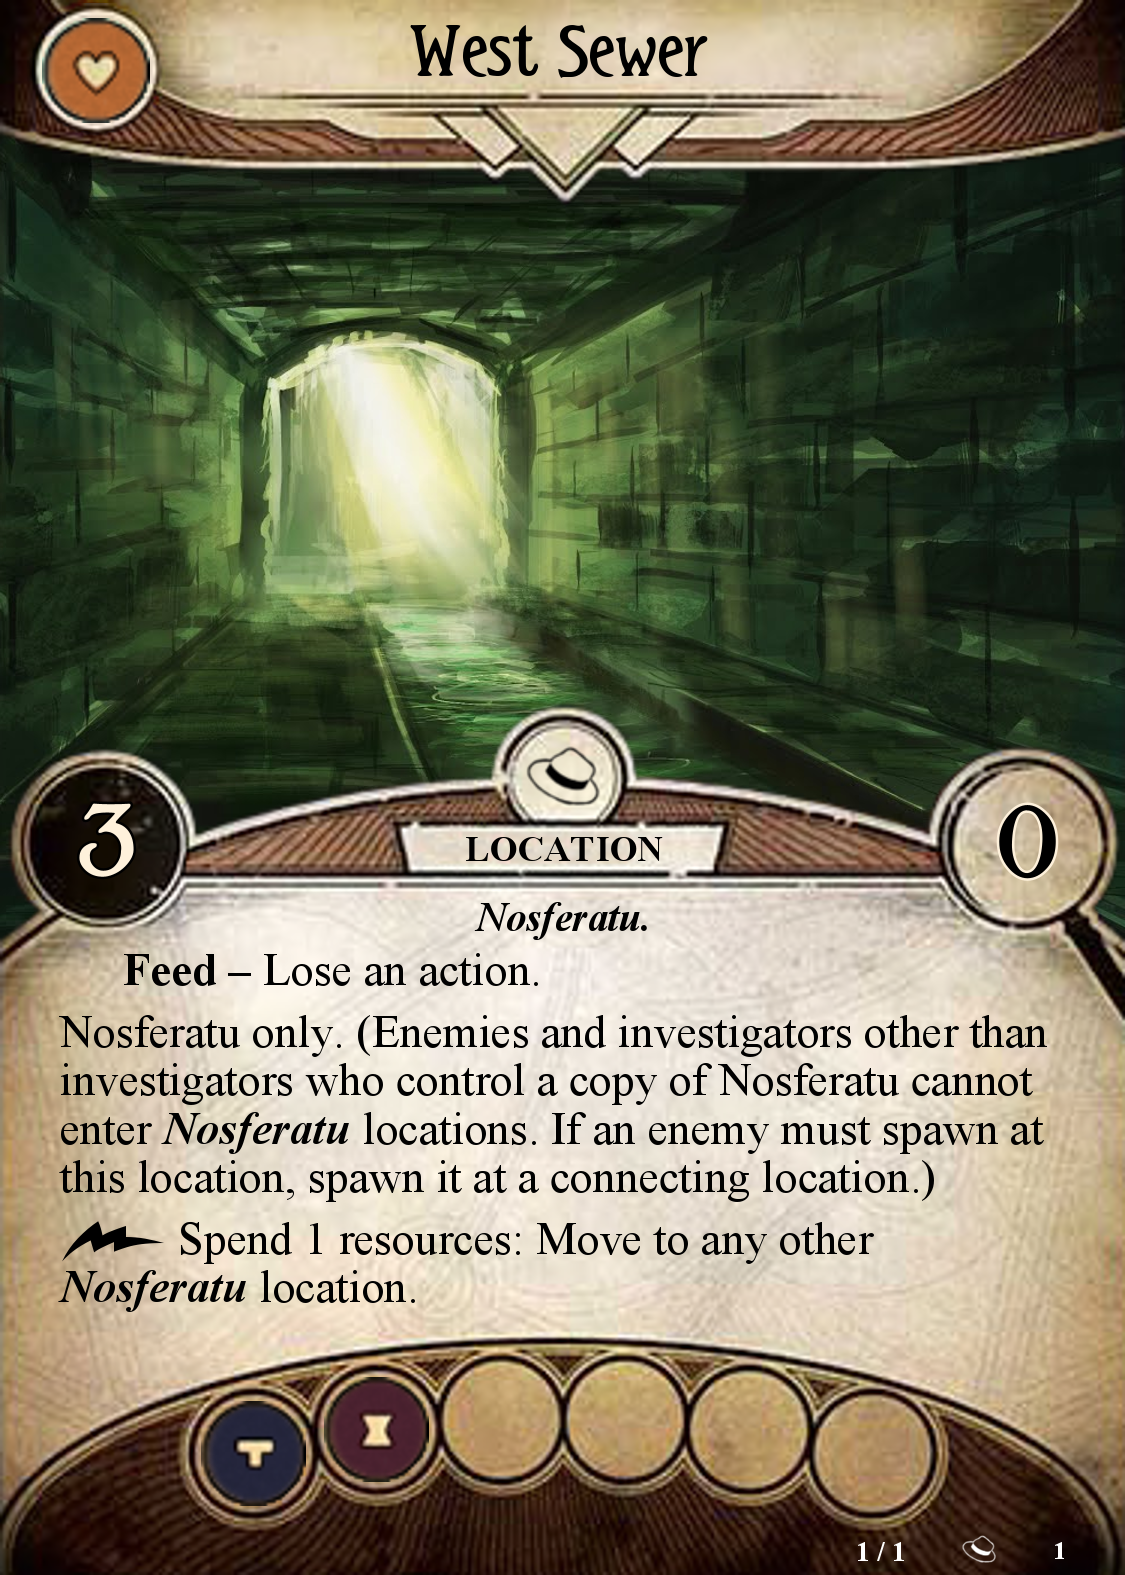 West Sewer
3
LOCATION
0
Nosferatu.
Feed – Lose an action.
Nosferatu only. (Enemies and investigators other than
investigators who control a copy of Nosferatu cannot
enter Nosferatu locations. If an enemy must spawn at
this location, spawn it at a connecting location.)
Spend 1 resources: Move to any other
Nosferatu location.
1 / 1 1